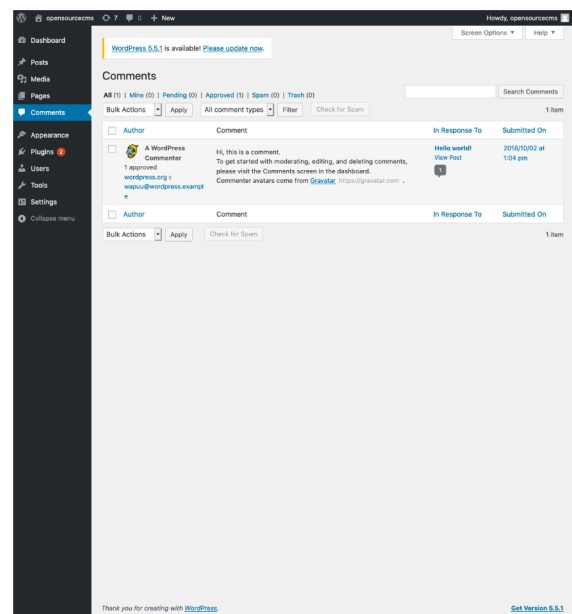 opensourcecms 7 0 + New Howdy, opensourcecms
Screen Options ▼ Help ▼
Dashboard
Posts
Media
Pages
Comments
Appearance
Plugins 2
Users
Tools
Settings
Collapse menu
WordPress 5.5.1 is available! Please update now.
Comments
All (1) | Mine (0) | Pending (0) | Approved (1) | Spam (0) | Trash (0)
Search Comments
Bulk Actions Apply All comment types Filter Check for Spam 1 item
Author Comment In Response To Submitted On
A WordPress
Commenter
1 approved
wordpress.org x
wapuu@wordpress.exampl
e
Hi, this is a comment.
To get started with moderating, editing, and deleting comments,
please visit the Comments screen in the dashboard.
Commenter avatars come from Gravatar https://gravatar.com .
Hello world!
View Post
1
2018/10/02 at
1:04 pm
Author Comment In Response To Submitted On
Bulk Actions Apply Check for Spam 1 item
Thank you for creating with WordPress. Get Version 5.5.1